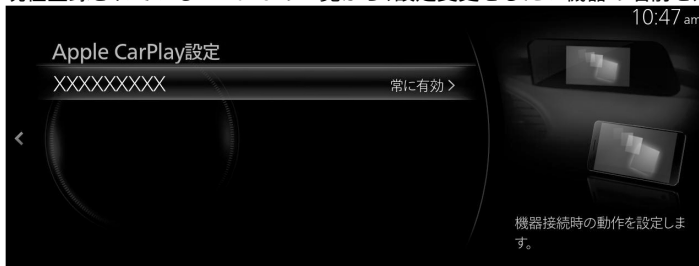 10:47 am
Apple CarPlay設定
XXXXXXXXX
常に有効 >
<
機器接続時の動作を設定しま
す。